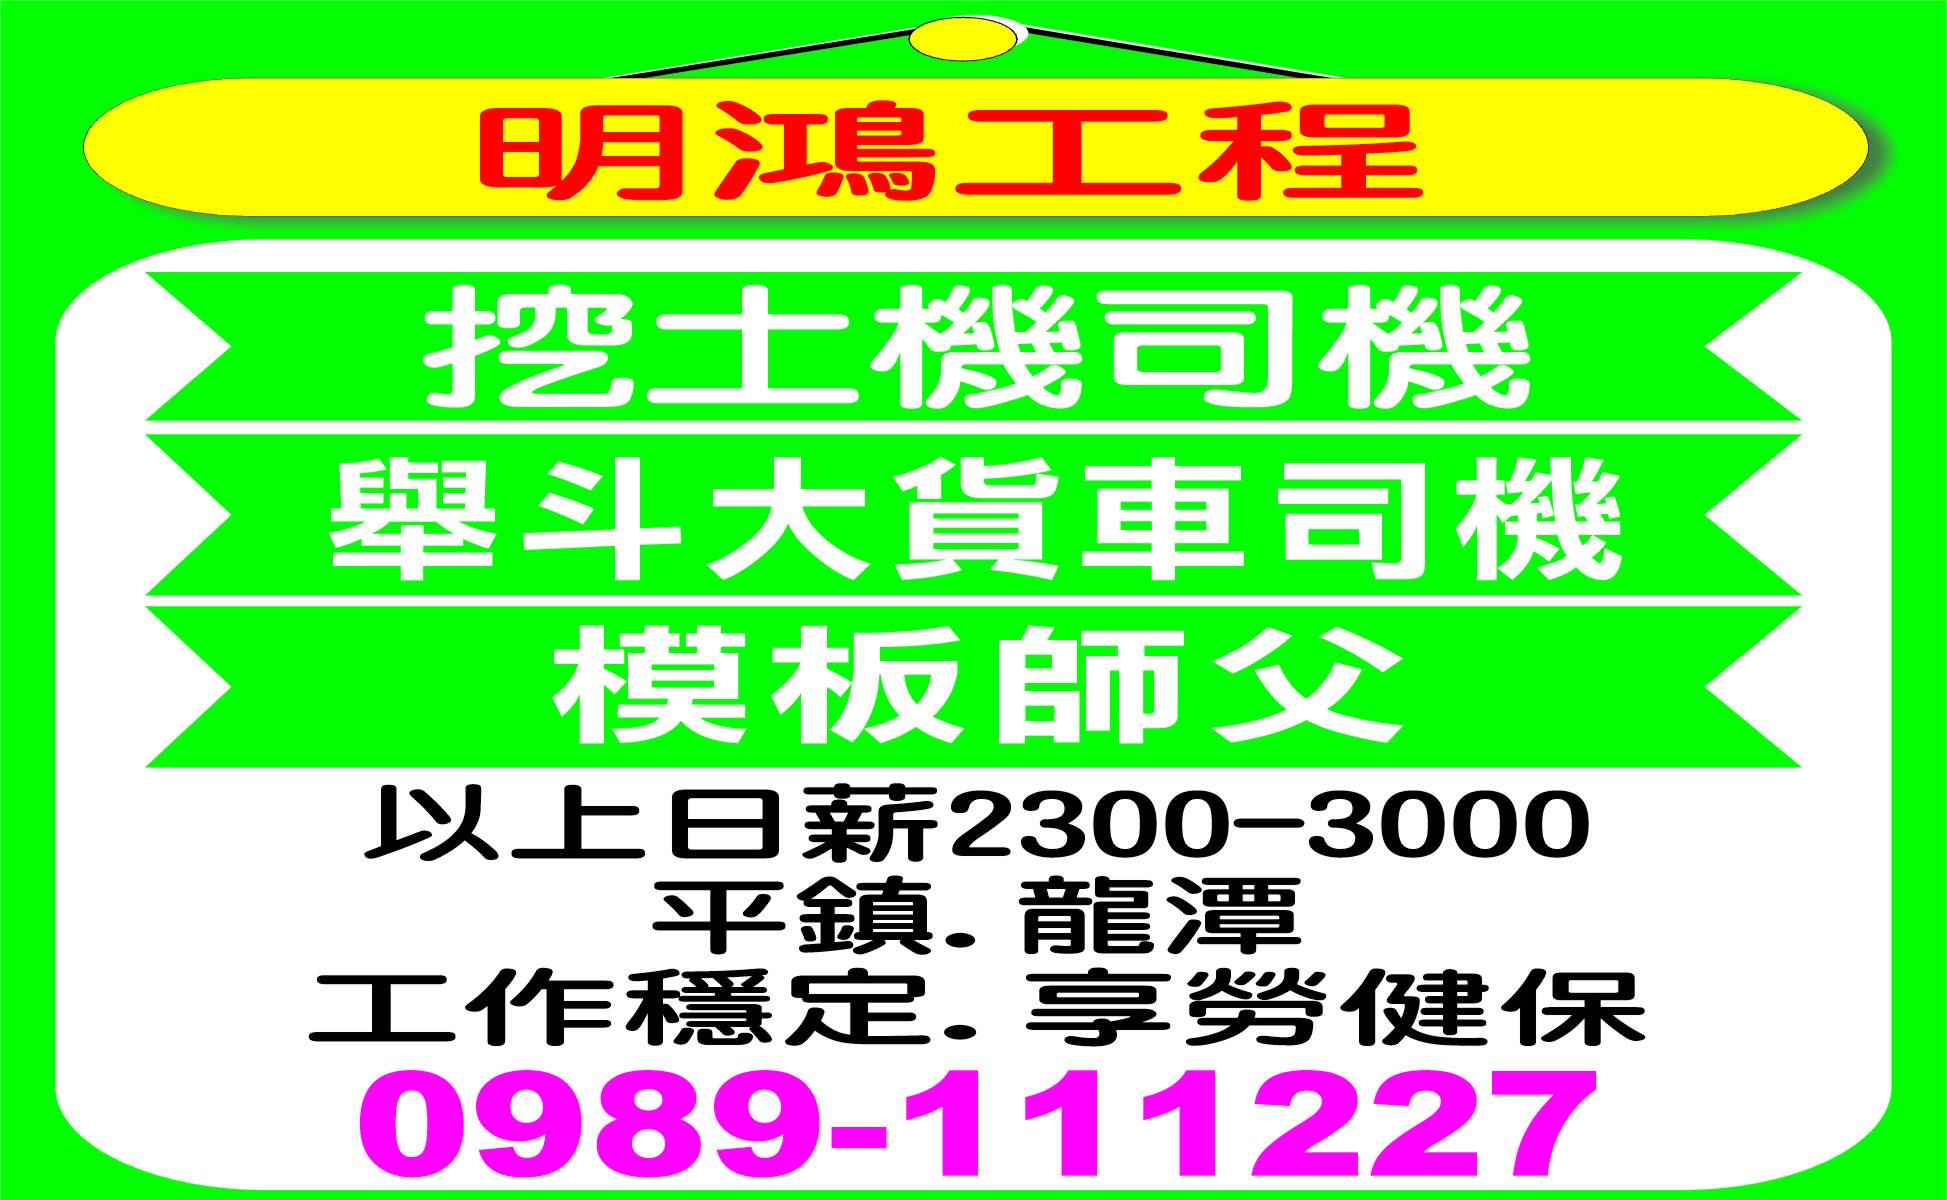 明鴻工程
挖土機司機
舉斗大貨車司機
模板師父
以上日薪2300-3000
平鎮.龍潭
工作穩定.享勞健保
0989-111227